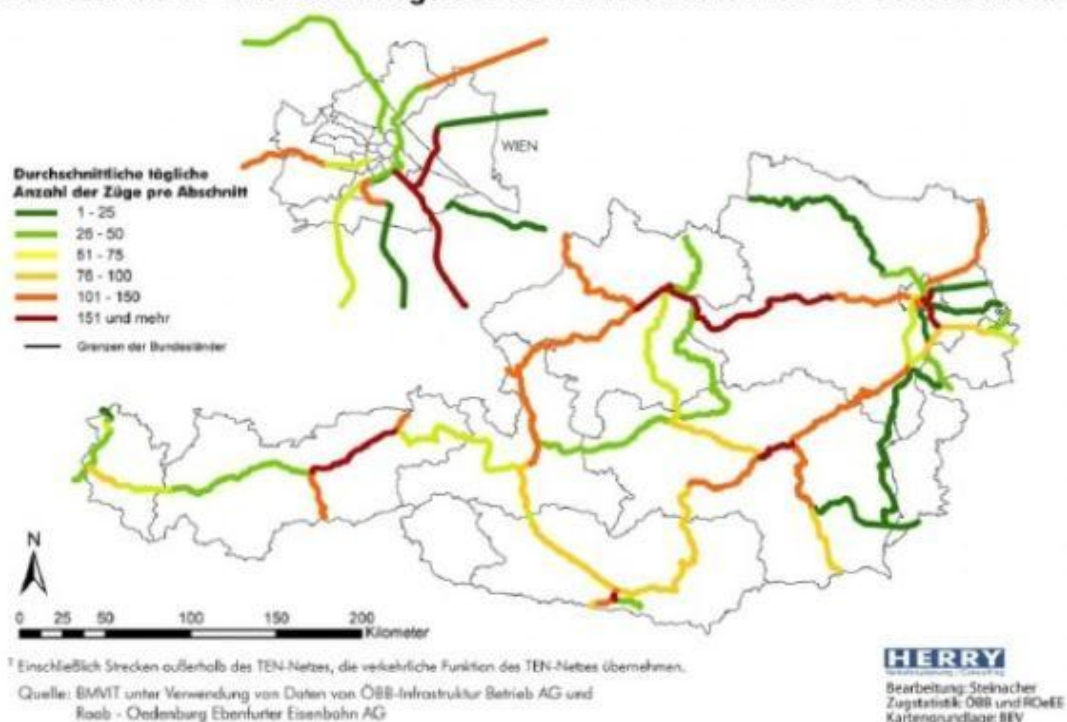 WIEN
Durchschnittliche tägliche
Anzahl der Züge pro Abschnitt
1 - 25
26 - 50
51 - 75
76 - 100
101 - 150
151 und mehr
Grenzen der Bundesländer
N
0 25 50 100 150 200
Kilometer
1 Einschließlich Strecken außerhalb des TEN-Netzes, die verkehrliche Funktion des TEN-Netzes übernehmen.
Quelle: BMVIT unter Verwendung von Daten von ÖBB-Infrastruktur Betrieb AG und
Raab - Oedenburg Ebenfurter Eisenbahn AG
HERRY
Bearbeitung: Steinacher
Zugstatistik: ÖBB und ROeEE
Kartengrundlage: BEV